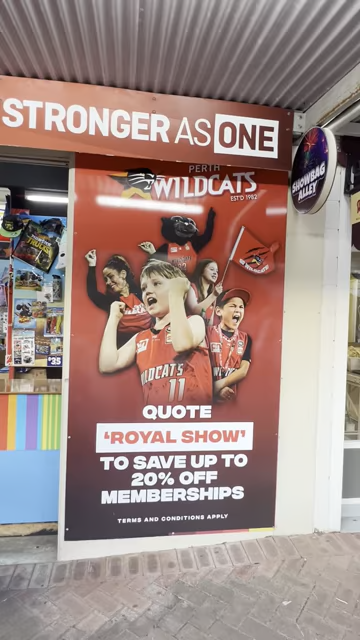 STRONGER AS ONE
PERTH
WILDCATS
EST'D 1982
SHOWBAG
ALLEY
WILDCATS
11
$25
QUOTE
'ROYAL SHOW'
TO SAVE UP TO
20% OFF
MEMBERSHIPS
TERMS AND CONDITIONS APPLY